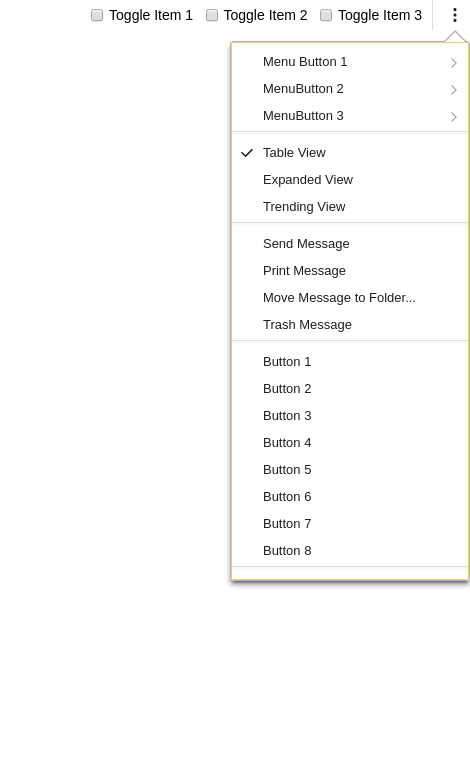 Toggle Item 1 Toggle Item 2 Toggle Item 3
Menu Button 1
MenuButton 2
MenuButton 3
Table View
Expanded View
Trending View
Send Message
Print Message
Move Message to Folder...
Trash Message
Button 1
Button 2
Button 3
Button 4
Button 5
Button 6
Button 7
Button 8